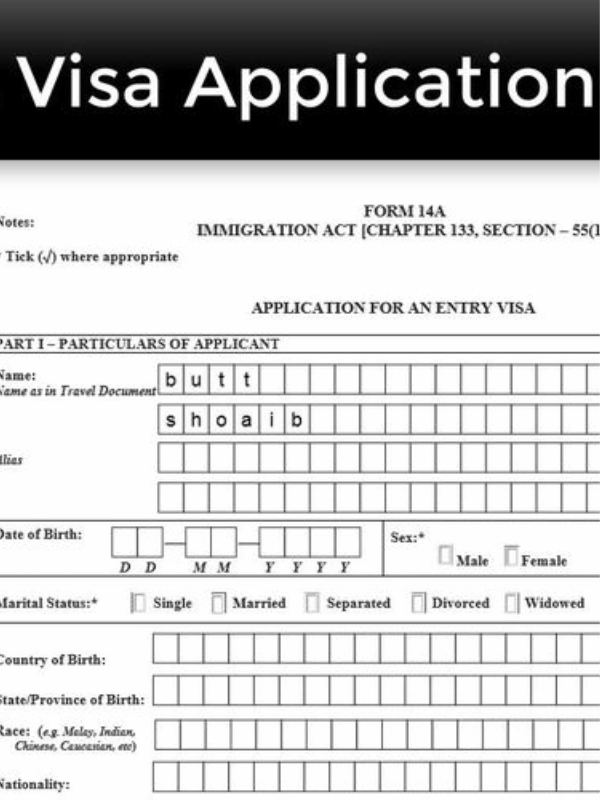 Visa Application
FORM 14A
Notes:
IMMIGRATION ACT [CHAPTER 133, SECTION – 55(1
* Tick (√) where appropriate
APPLICATION FOR AN ENTRY VISA
PART I – PARTICULARS OF APPLICANT
Name:
Name as in Travel Document
butt
shoaib
Alias
Date of Birth:
D D M M Y Y Y Y
Sex:*
Male Female
Marital Status:* Single Married Separated Divorced Widowed
Country of Birth:
State/Province of Birth:
Race: (e.g. Malay, Indian,
Chinese, Caucasian, etc)
Nationality: